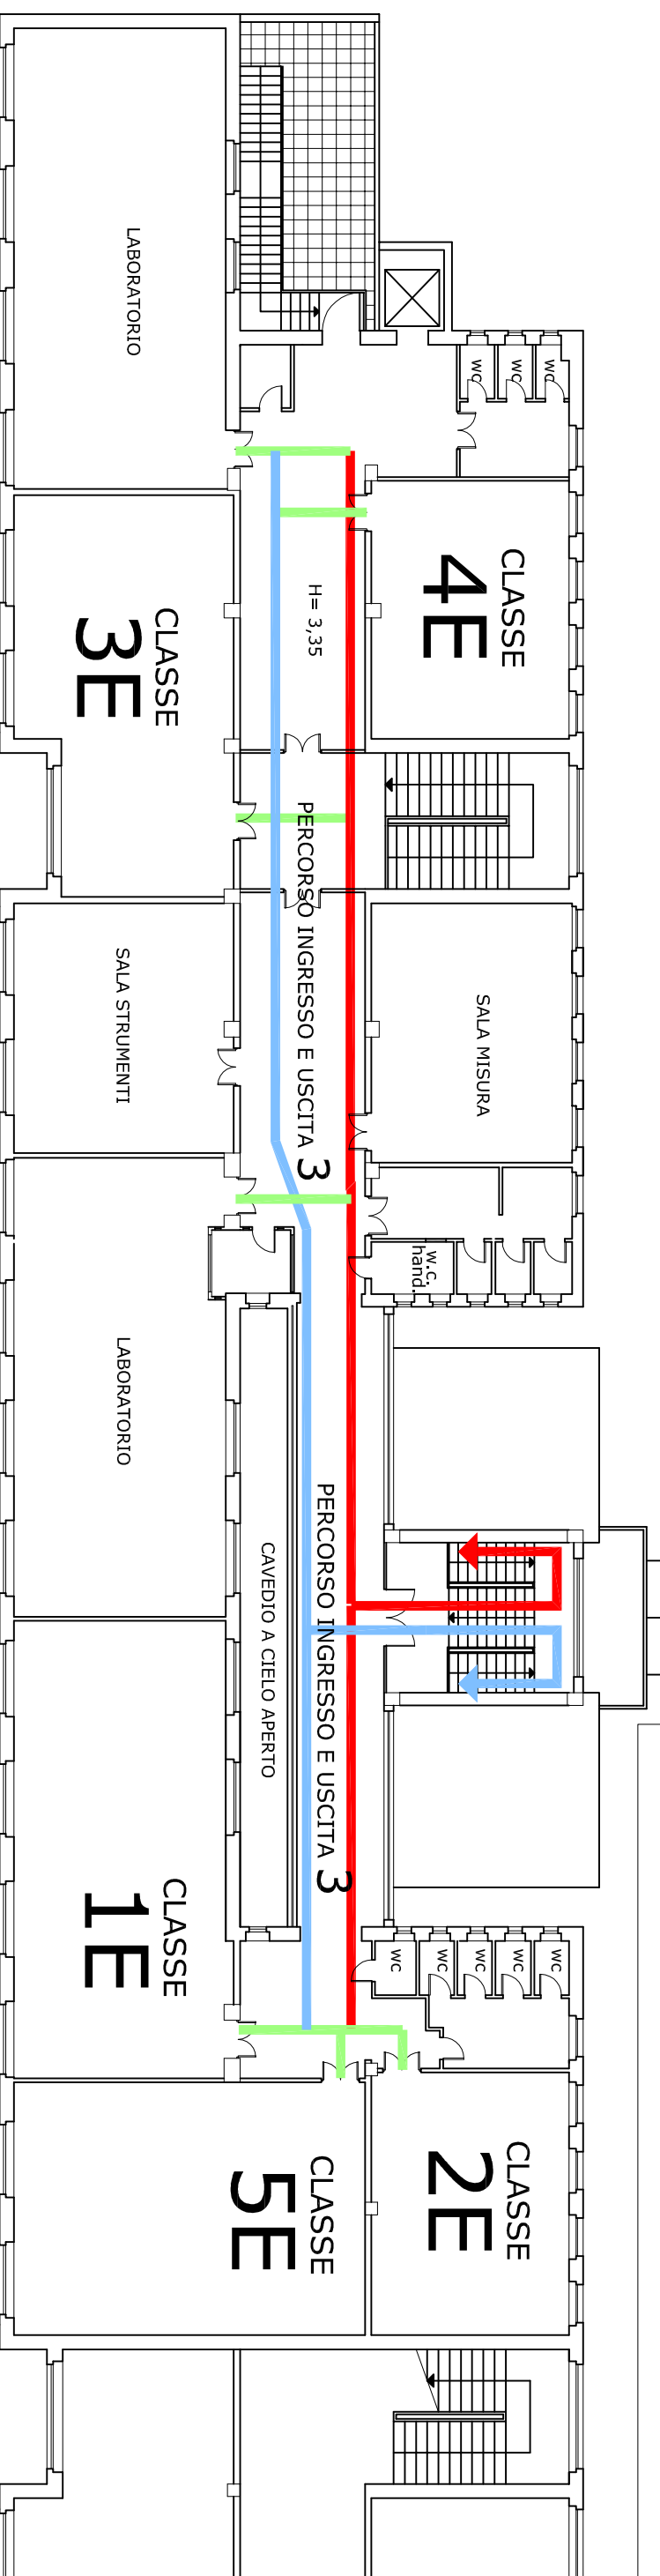 LABORATORIO
WC
WC
WC
CLASSE
4E
H= 3,35
CLASSE
3E
PERCORSO INGRESSO E USCITA 3
SALA STRUMENTI
SALA MISURA
w.c.
hand.
LABORATORIO
CAVEDIO A CIELO APERTO
PERCORSO INGRESSO E USCITA 3
CLASSE
1E
WC
WC
WC
WC
WC
CLASSE
5E
CLASSE
2E